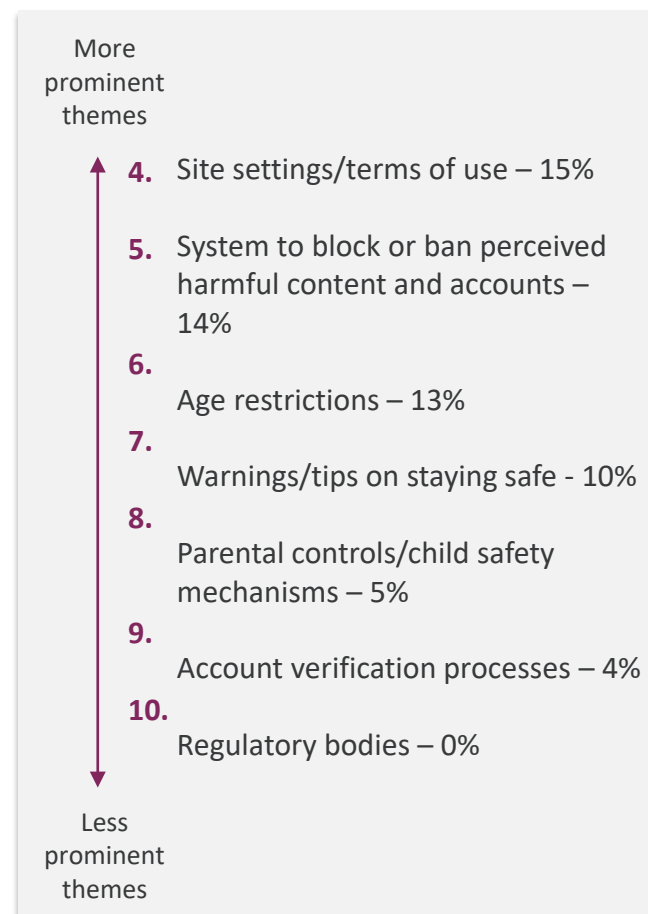 More
prominent
themes
4. Site settings/terms of use – 15%
5. System to block or ban perceived
harmful content and accounts –
14%
6.
Age restrictions – 13%
7.
Warnings/tips on staying safe - 10%
8.
Parental controls/child safety
mechanisms – 5%
9.
Account verification processes – 4%
10.
Regulatory bodies – 0%
Less
prominent
themes